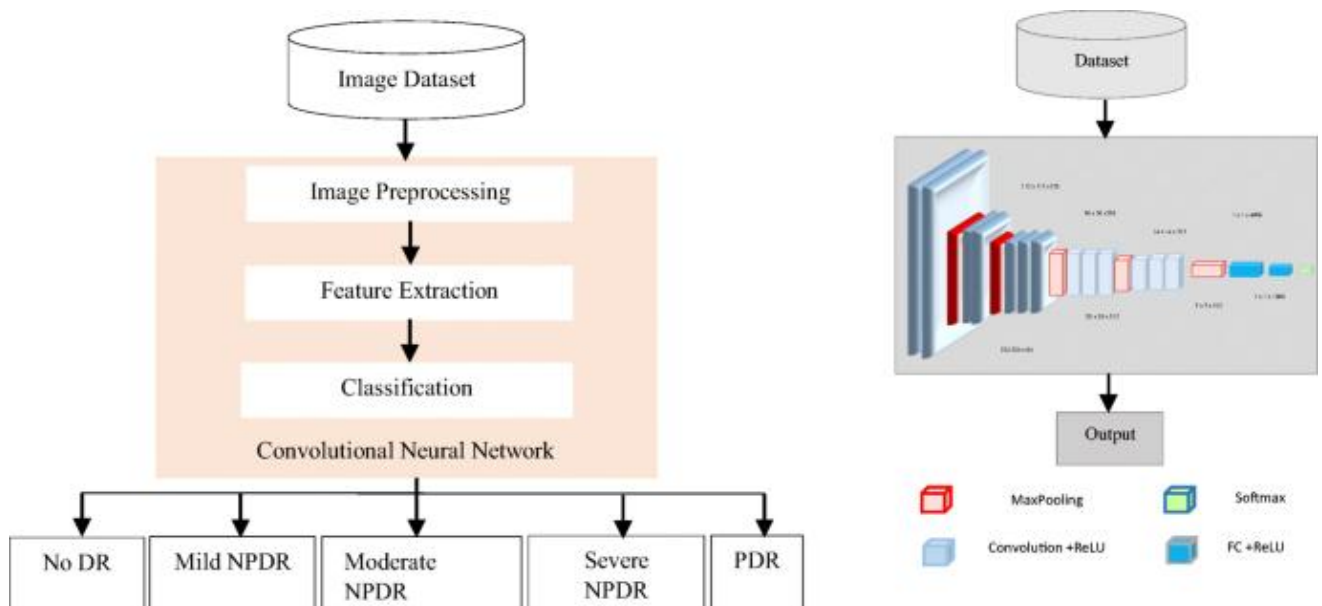 Image Dataset
Image Preprocessing
Feature Extraction
Classification
Convolutional Neural Network
No DR
Mild NPDR
Moderate
NPDR
Severe
NPDR
PDR
Dataset
Output
MaxPooling
Softmax
Convolution +ReLU
FC +ReLU